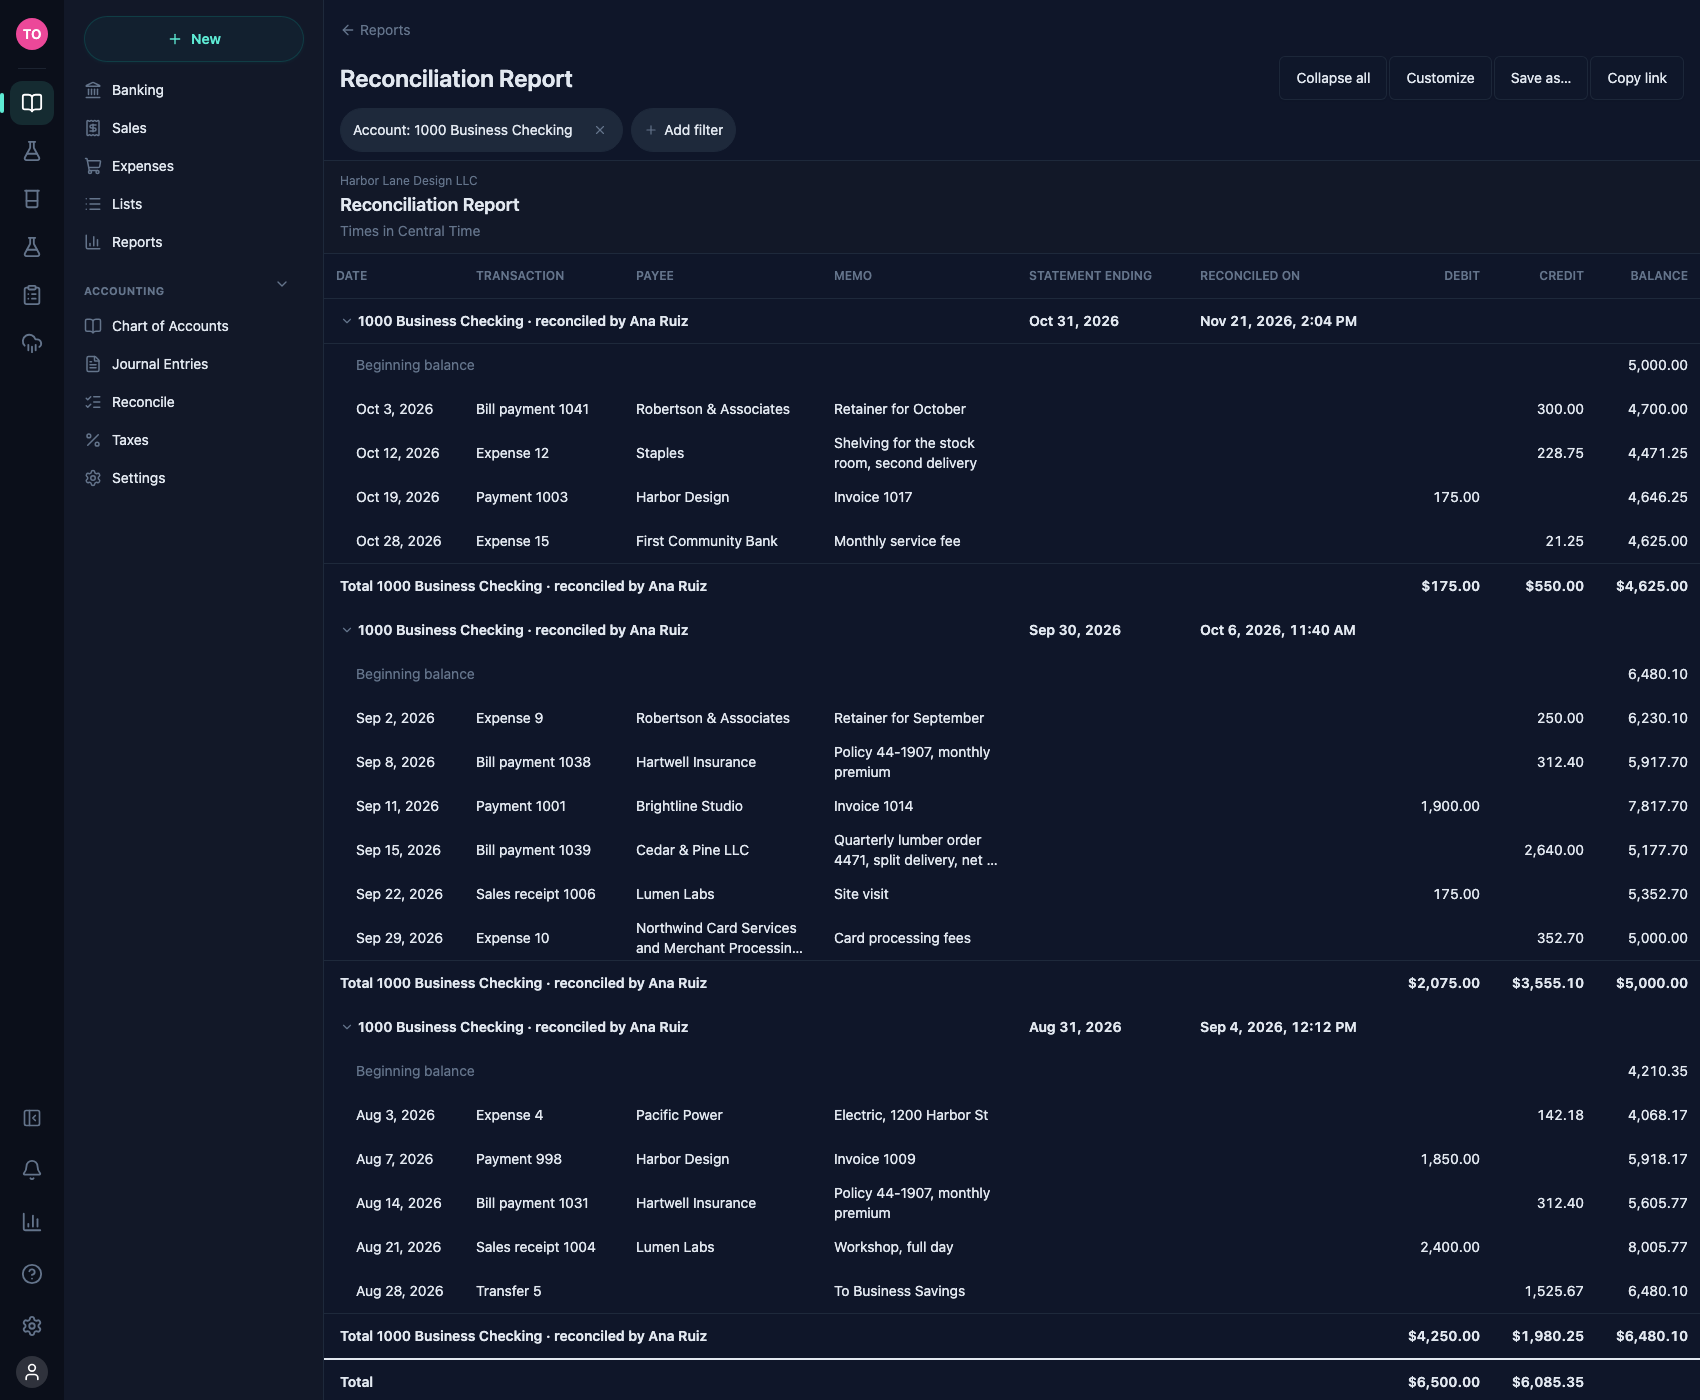 TO
New
Banking
Sales
Expenses
Lists
Reports
ACCOUNTING
Chart of Accounts
Journal Entries
Reconcile
Taxes
Settings
Reports
Reconciliation Report
Collapse all
Customize
Save as...
Copy link
Account: 1000 Business Checking
Add filter
Harbor Lane Design LLC
Reconciliation Report
Times in Central Time
DATE TRANSACTION PAYEE MEMO STATEMENT ENDING RECONCILED ON DEBIT CREDIT BALANCE
1000 Business Checking · reconciled by Ana Ruiz Oct 31, 2026 Nov 21, 2026, 2:04 PM
Beginning balance 5,000.00
Oct 3, 2026 Bill payment 1041 Robertson & Associates Retainer for October 300.00 4,700.00
Oct 12, 2026 Expense 12 Staples Shelving for the stock
room, second delivery 228.75 4,471.25
Oct 19, 2026 Payment 1003 Harbor Design Invoice 1017 175.00 4,646.25
Oct 28, 2026 Expense 15 First Community Bank Monthly service fee 21.25 4,625.00
Total 1000 Business Checking · reconciled by Ana Ruiz $175.00 $550.00 $4,625.00
1000 Business Checking · reconciled by Ana Ruiz Sep 30, 2026 Oct 6, 2026, 11:40 AM
Beginning balance 6,480.10
Sep 2, 2026 Expense 9 Robertson & Associates Retainer for September 250.00 6,230.10
Sep 8, 2026 Bill payment 1038 Hartwell Insurance Policy 44-1907, monthly
premium 312.40 5,917.70
Sep 11, 2026 Payment 1001 Brightline Studio Invoice 1014 1,900.00 7,817.70
Sep 15, 2026 Bill payment 1039 Cedar & Pine LLC Quarterly lumber order
4471, split delivery, net ... 2,640.00 5,177.70
Sep 22, 2026 Sales receipt 1006 Lumen Labs Site visit 175.00 5,352.70
Sep 29, 2026 Expense 10 Northwind Card Services
and Merchant Processin... Card processing fees 352.70 5,000.00
Total 1000 Business Checking · reconciled by Ana Ruiz $2,075.00 $3,555.10 $5,000.00
1000 Business Checking · reconciled by Ana Ruiz Aug 31, 2026 Sep 4, 2026, 12:12 PM
Beginning balance 4,210.35
Aug 3, 2026 Expense 4 Pacific Power Electric, 1200 Harbor St 142.18 4,068.17
Aug 7, 2026 Payment 998 Harbor Design Invoice 1009 1,850.00 5,918.17
Aug 14, 2026 Bill payment 1031 Hartwell Insurance Policy 44-1907, monthly
premium 312.40 5,605.77
Aug 21, 2026 Sales receipt 1004 Lumen Labs Workshop, full day 2,400.00 8,005.77
Aug 28, 2026 Transfer 5 To Business Savings 1,525.67 6,480.10
Total 1000 Business Checking · reconciled by Ana Ruiz $4,250.00 $1,980.25 $6,480.10
Total $6,500.00 $6,085.35